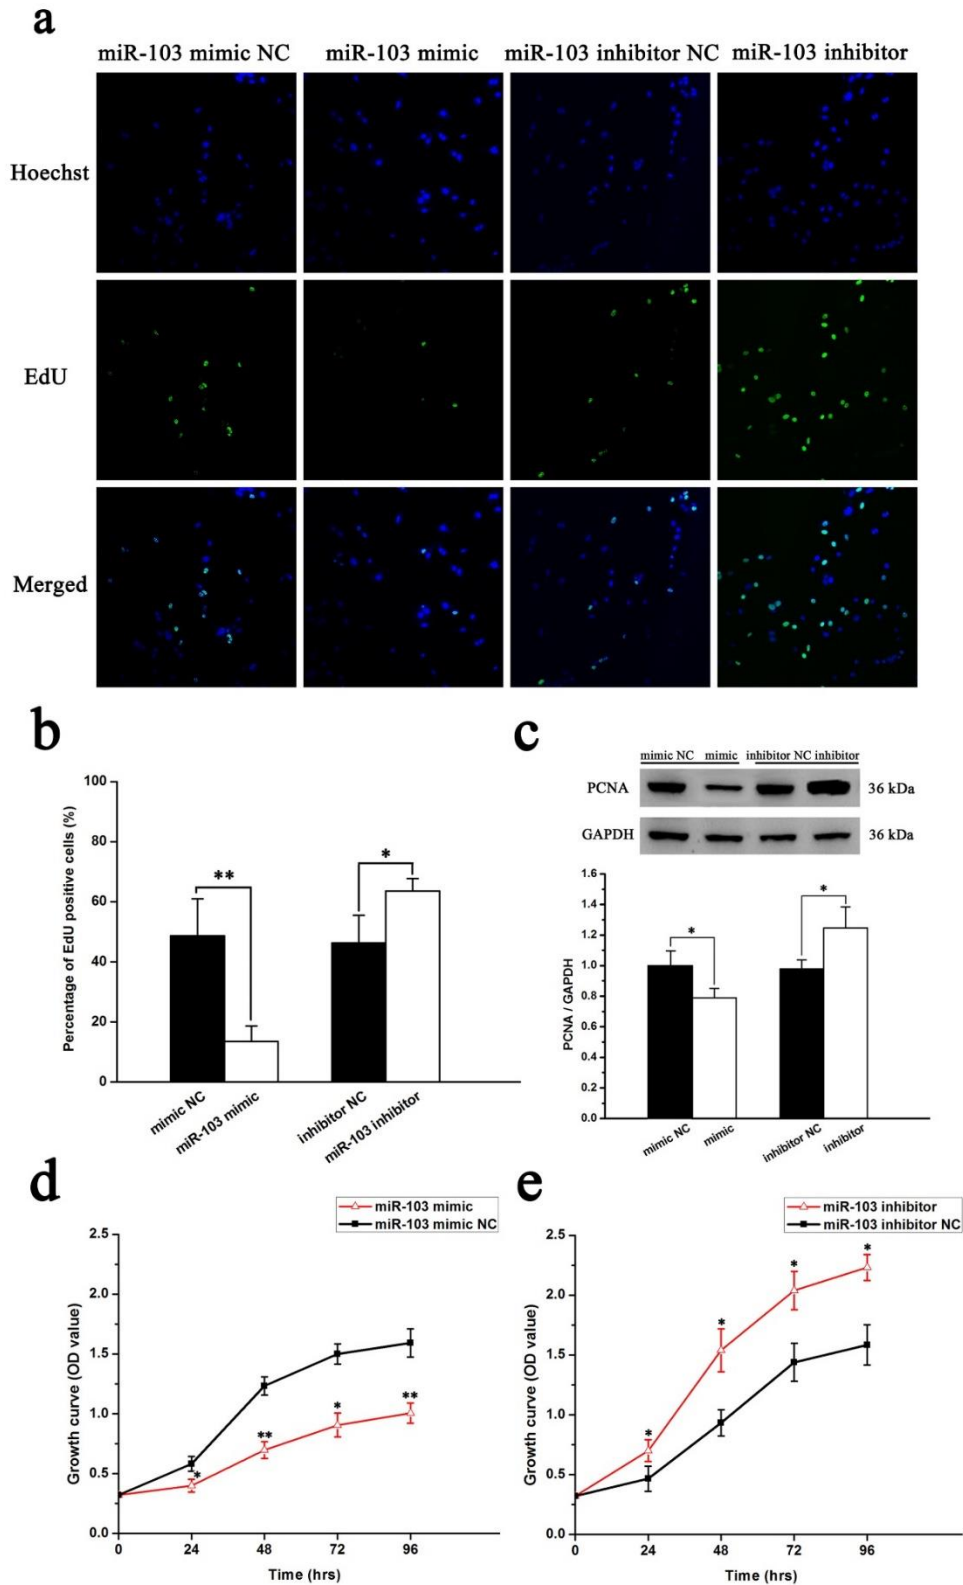 a
miR-103 mimic NC miR-103 mimic miR-103 inhibitor NC miR-103 inhibitor
Hoechst
EdU
Merged
b
Percentage of EdU positive cells (%)
100
80
60
40
20
0
**
*
mimic NC
miR-103 mimic
inhibitor NC
miR-103 inhibitor
c
mimic NC mimic inhibitor NC inhibitor
PCNA 36 kDa
GAPDH 36 kDa
PCNA / GAPDH
1.6
1.4
1.2
1.0
0.8
0.6
0.4
0.2
0.0
*
*
mimic NC
mimic
inhibitor NC
inhibitor
d
miR-103 mimic
miR-103 mimic NC
Growth curve (OD value)
2.5
2.0
1.5
1.0
0.5
0.0
*
**
*
**
0 24 48 72 96
Time (hrs)
e
miR-103 inhibitor
miR-103 inhibitor NC
Growth curve (OD value)
2.5
2.0
1.5
1.0
0.5
0.0
*
*
*
*
0 24 48 72 96
Time (hrs)